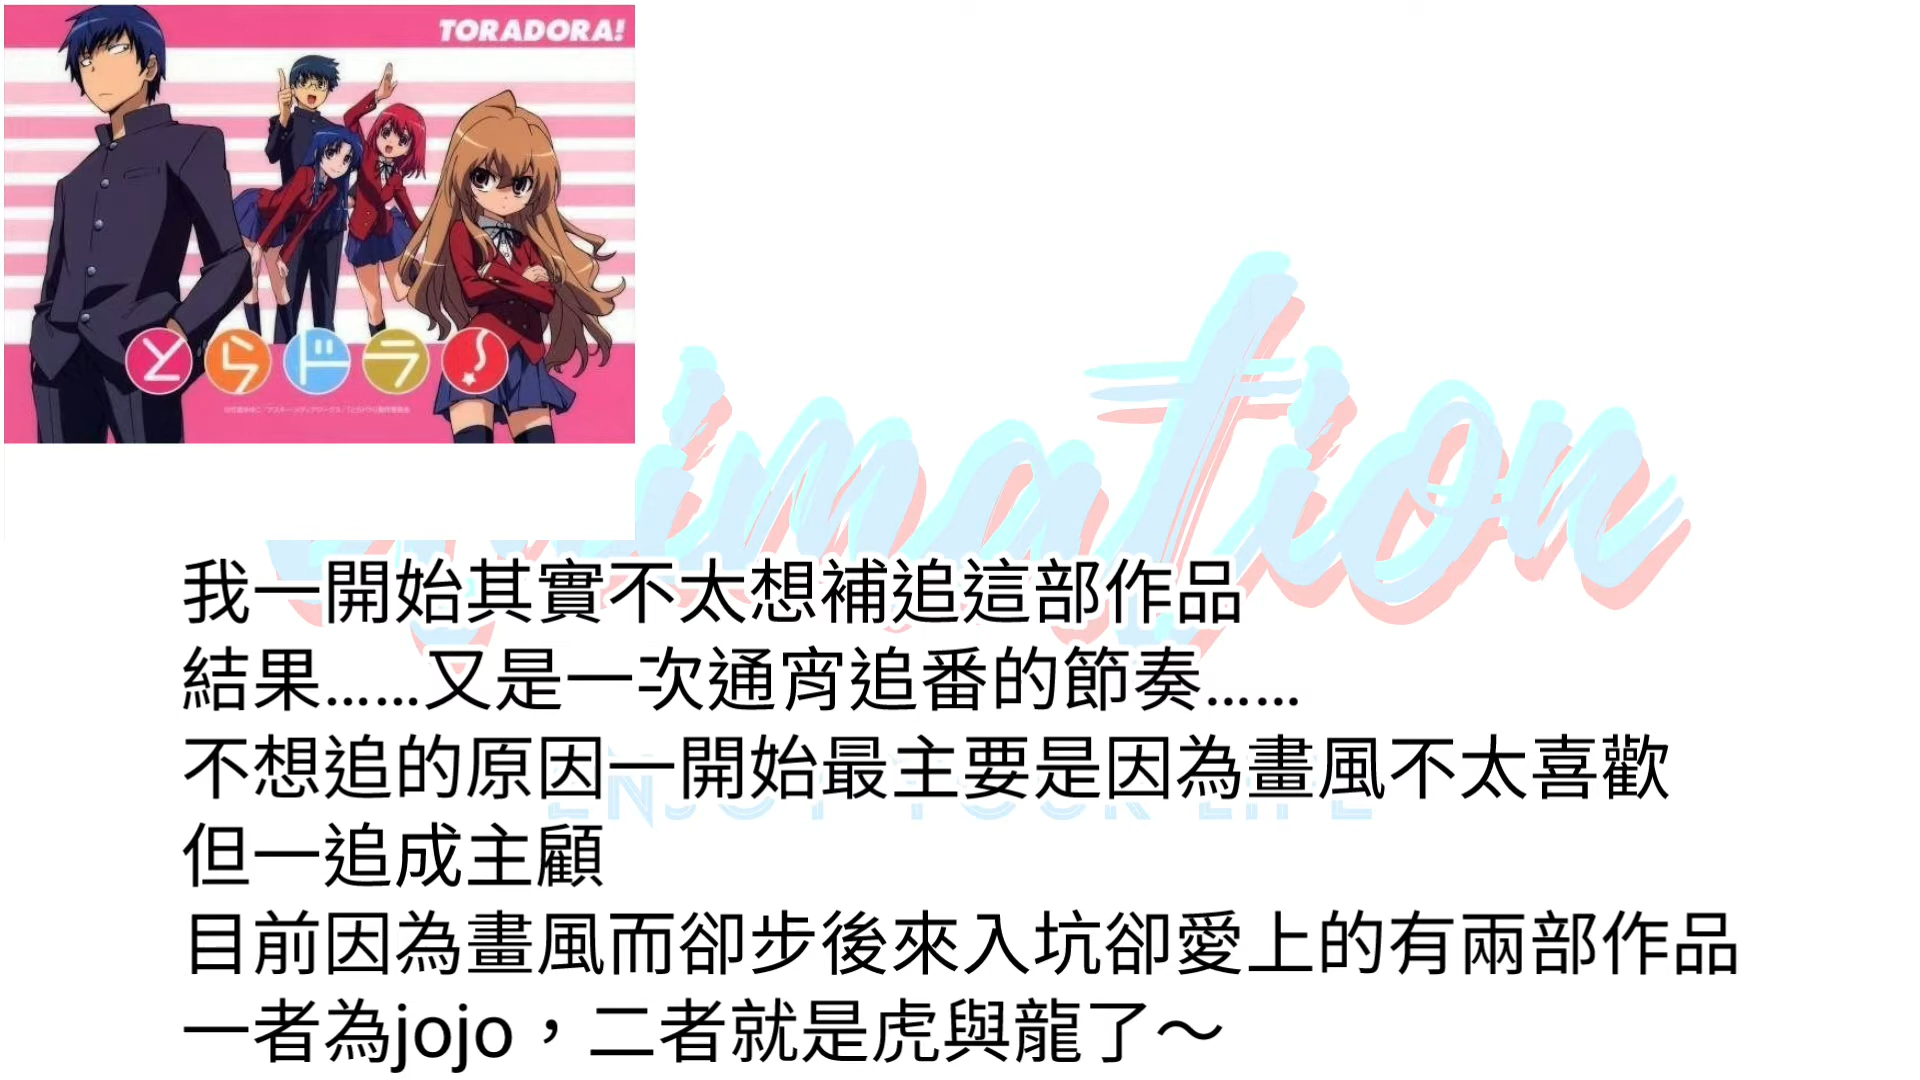 TORADORA!
とらドラ!
Animation
我一開始其實不太想補追這部作品
結果……又是一次通宵追番的節奏……
不想追的原因一開始最主要是因為畫風不太喜歡
ENJOY YOUR LIFE
但一追成主顧
目前因為畫風而卻步後來入坑卻愛上的有兩部作品
一者為jojo，二者就是虎與龍了～